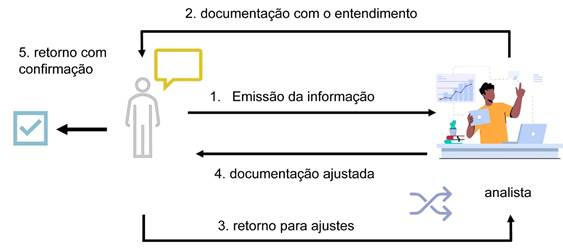 2. documentação com o entendimento
5. retorno com
confirmação
1. Emissão da informação
4. documentação ajustada
analista
3. retorno para ajustes